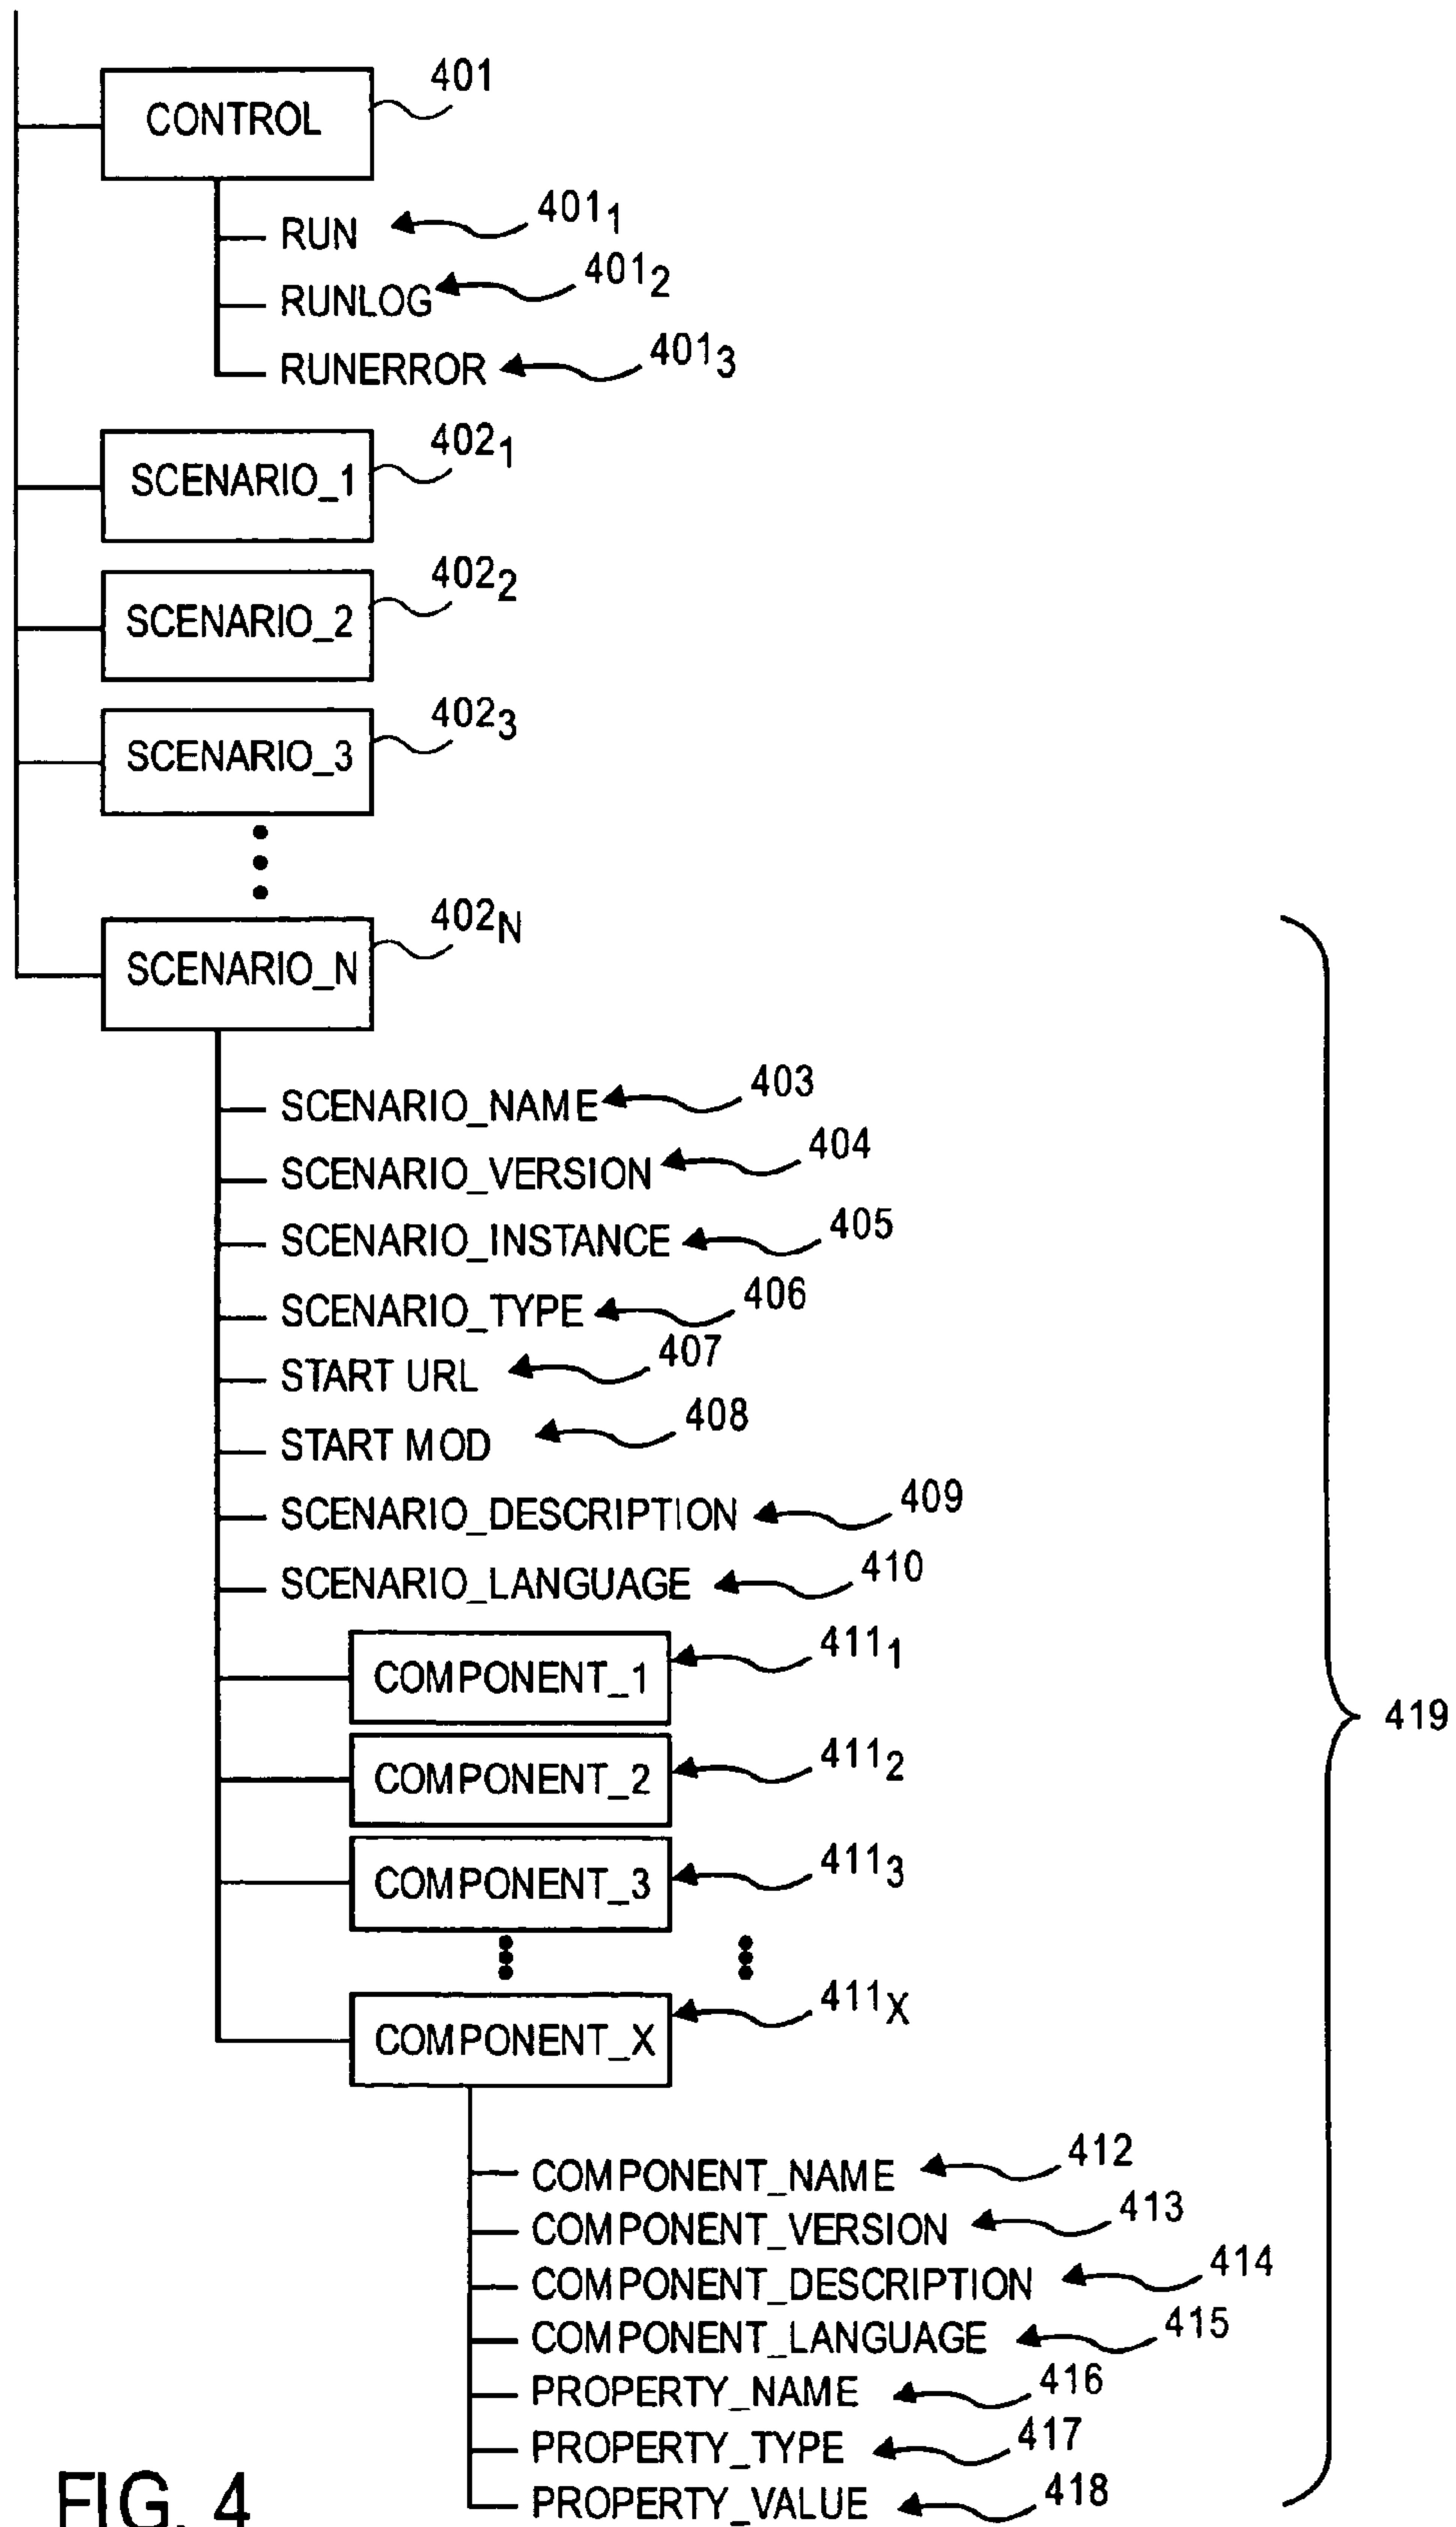 401
CONTROL
RUN 401₁
RUNLOG 401₂
RUNERROR 401₃
402₁
SCENARIO_1
402₂
SCENARIO_2
402₃
SCENARIO_3
402N
SCENARIO_N
SCENARIO_NAME 403
SCENARIO_VERSION 404
SCENARIO_INSTANCE 405
SCENARIO_TYPE 406
START URL 407
START MOD 408
SCENARIO_DESCRIPTION 409
SCENARIO_LANGUAGE 410
COMPONENT_1 411₁
419
COMPONENT_2 411₂
COMPONENT_3 411₃
COMPONENT_X 411X
COMPONENT_NAME 412
COMPONENT_VERSION 413
COMPONENT_DESCRIPTION 414
COMPONENT_LANGUAGE 415
PROPERTY_NAME 416
PROPERTY_TYPE 417
PROPERTY_VALUE 418
FIG. 4